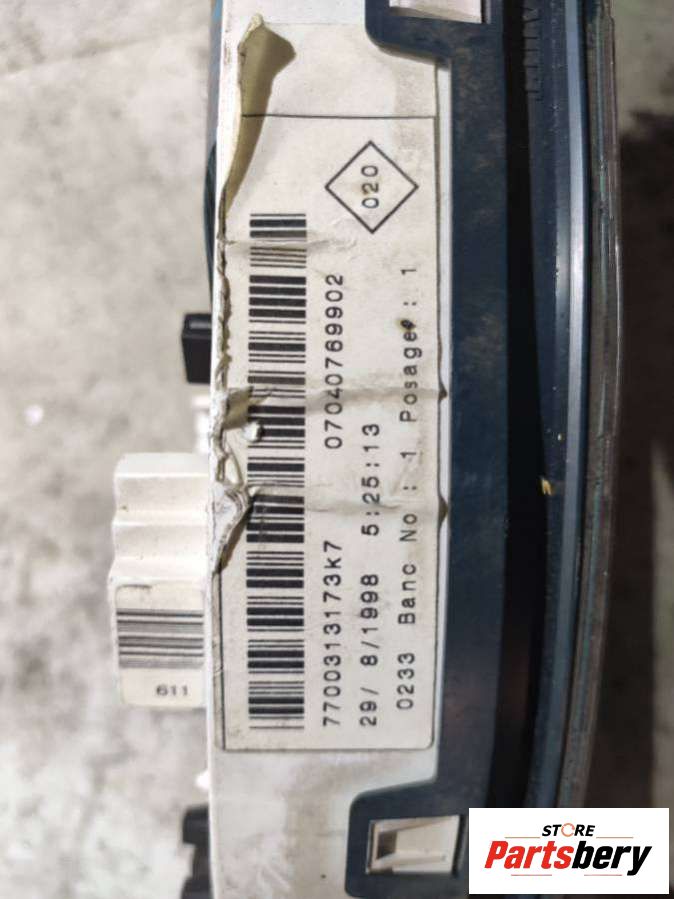 020
7700313173k7 07040769902
29/ 8/1998 5:25:13
0233 Banc No : 1 Posage : 1
611
STORE
Partsbery